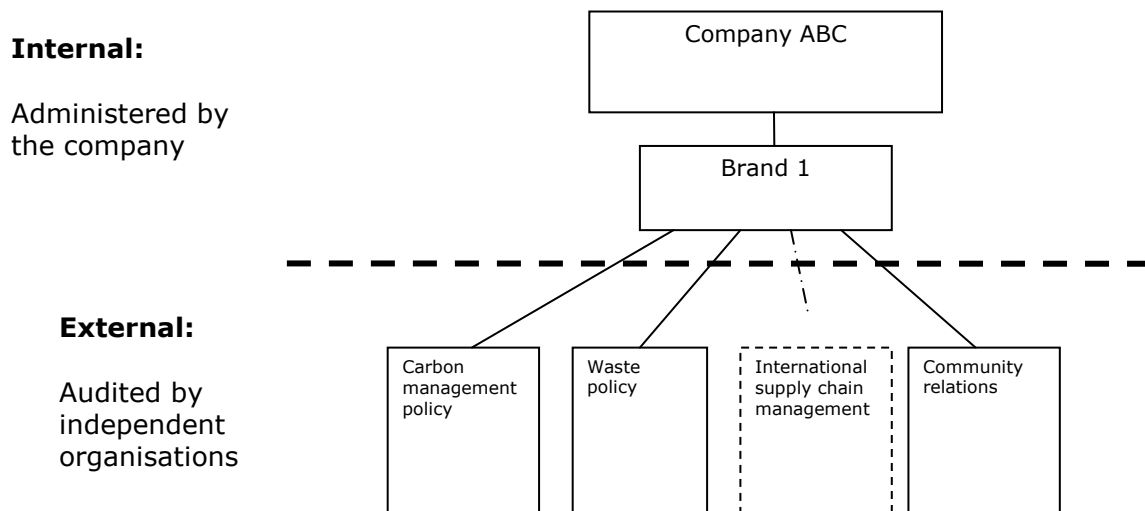 Internal:
Administered by
the company
Company ABC
Brand 1
External:
Audited by
independent
organisations
Carbon
management
policy
Waste
policy
International
supply chain
management
Community
relations